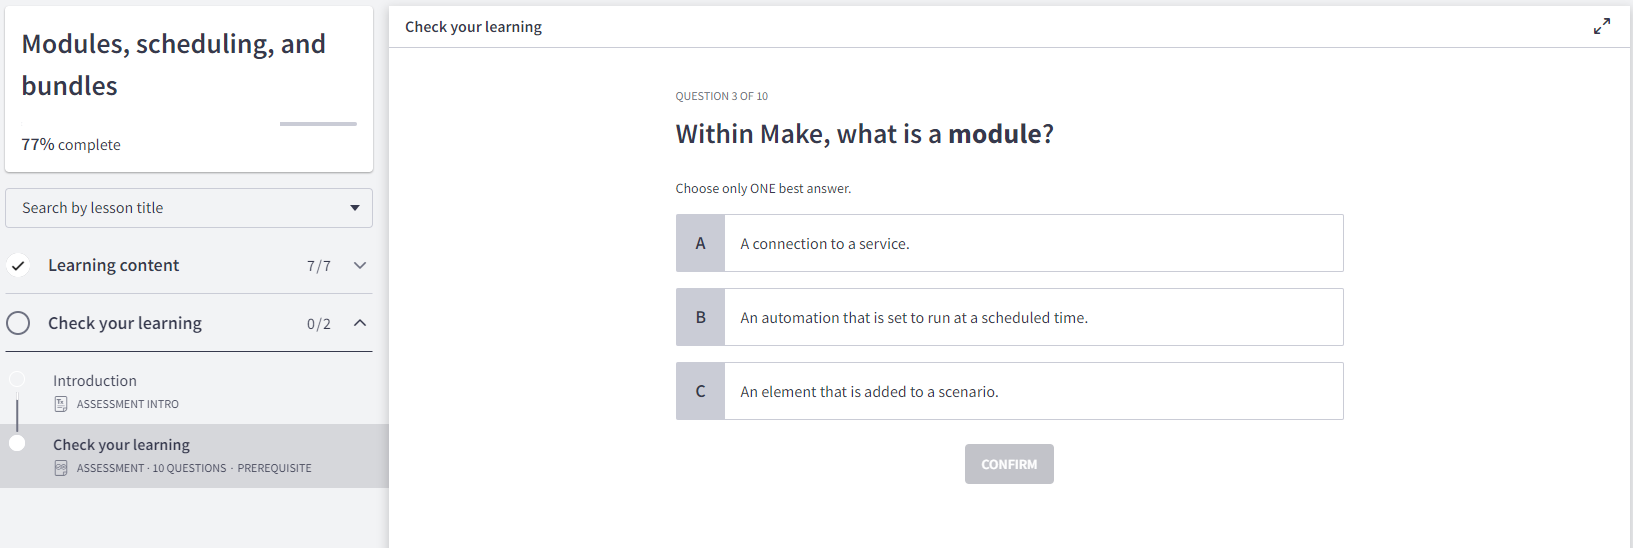 Modules, scheduling, and
bundles
77% complete
Search by lesson title
Learning content 7/7
Check your learning 0/2
Introduction
ASSESSMENT INTRO
Check your learning
ASSESSMENT · 10 QUESTIONS · PREREQUISITE
Check your learning
QUESTION 3 OF 10
Within Make, what is a module?
Choose only ONE best answer.
A A connection to a service.
B An automation that is set to run at a scheduled time.
C An element that is added to a scenario.
CONFIRM